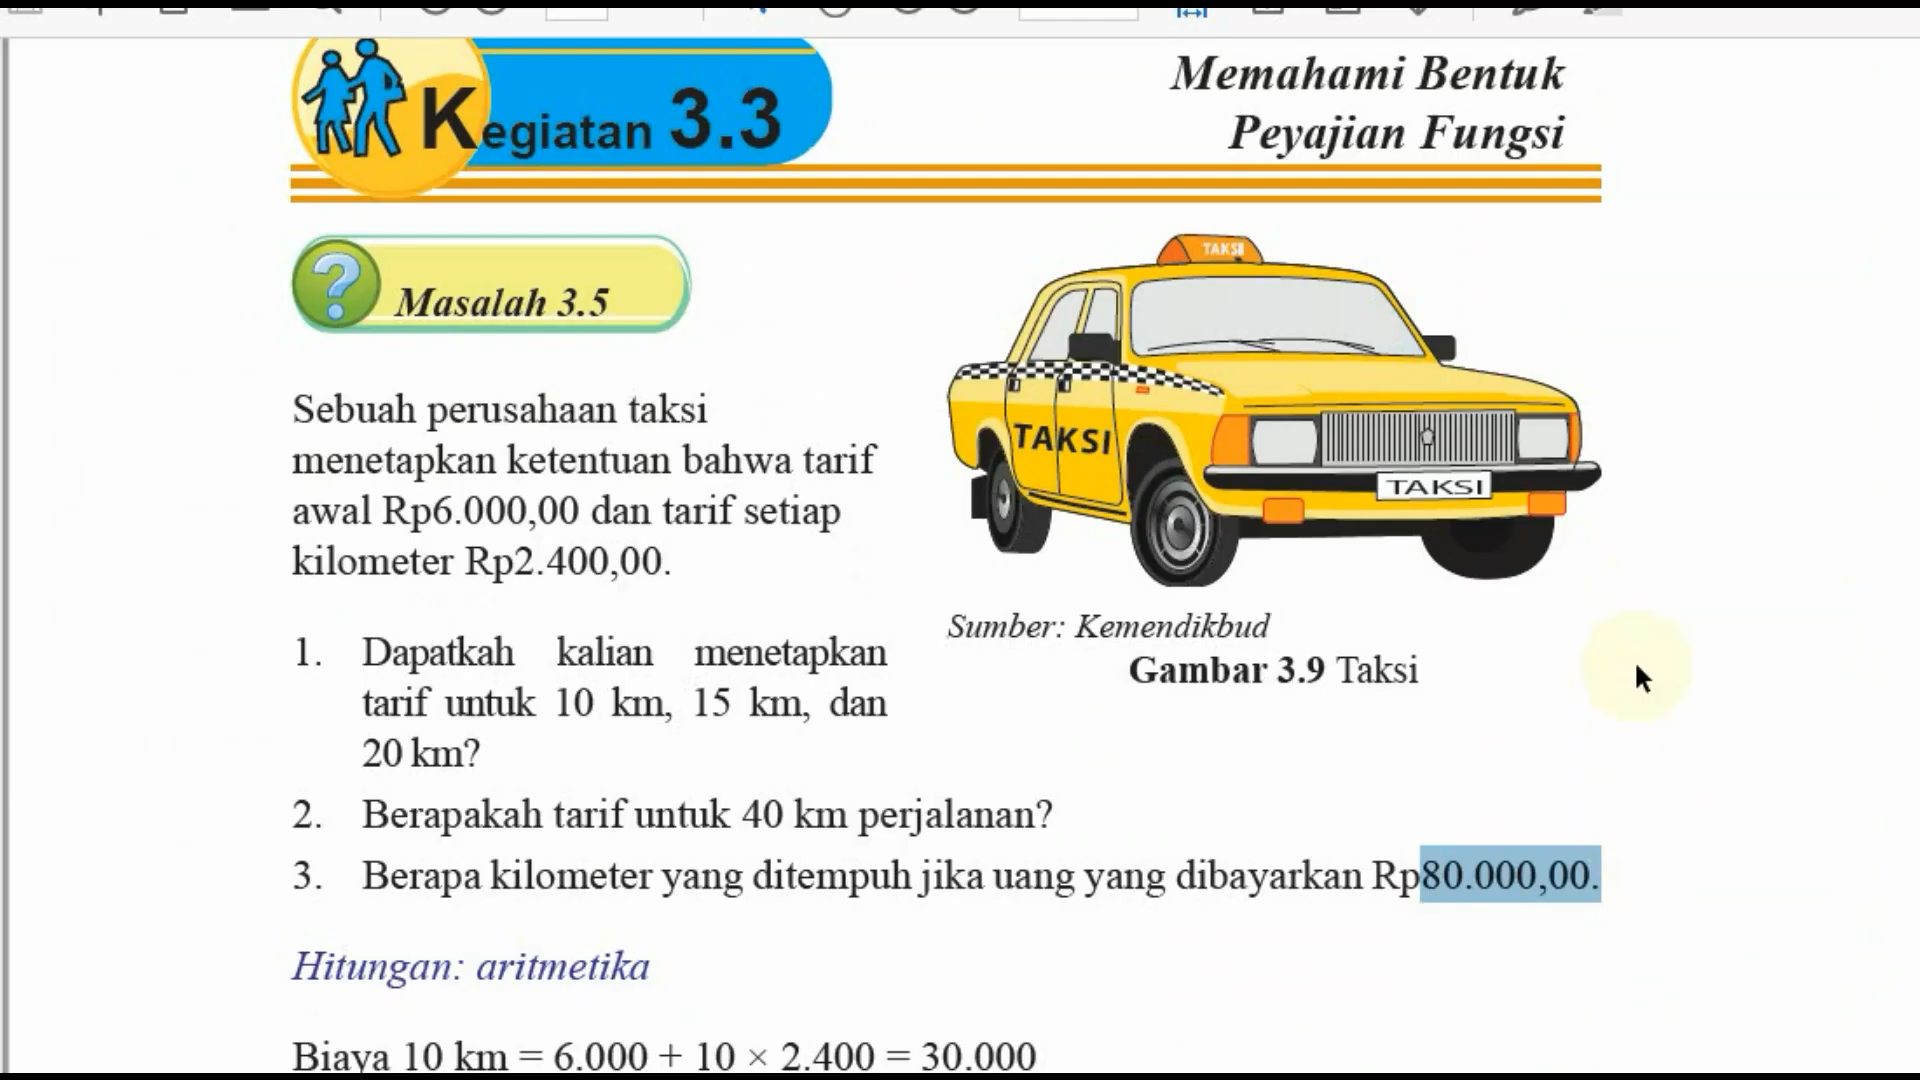 Kegiatan 3.3
Memahami Bentuk
Peyajian Fungsi
Masalah 3.5
TAKSI
Sebuah perusahaan taksi
menetapkan ketentuan bahwa tarif
awal Rp6.000,00 dan tarif setiap
kilometer Rp2.400,00.
TAKSI
TAKSI
Sumber: Kemendikbud
Gambar 3.9 Taksi
1. Dapatkah kalian menetapkan
tarif untuk 10 km, 15 km, dan
20 km?
2. Berapakah tarif untuk 40 km perjalanan?
3. Berapa kilometer yang ditempuh jika uang yang dibayarkan Rp80.000,00.
Hitungan: aritmetika
Biaya 10 km = 6.000 + 10 × 2.400 = 30.000